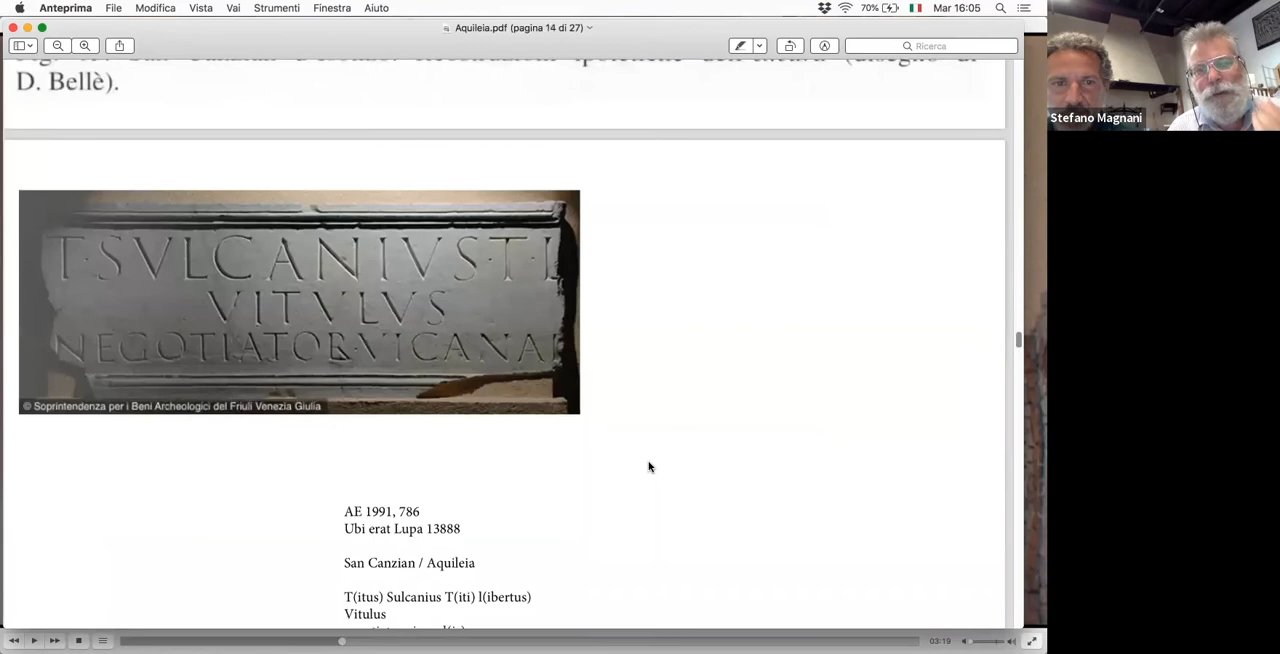 Anteprima File Modifica Vista Vai Strumenti Finestra Aiuto 70% Mar 16:05
Aquileia.pdf (pagina 14 di 27)
Ricerca
D. Bellè).
T·SVLCANIVS·T·L
VITVLVS
NEGOTIATOR·VICANAL
© Soprintendenza per i Beni Archeologici del Friuli Venezia Giulia
AE 1991, 786
Ubi erat Lupa 13888
San Canzian / Aquileia
T(itus) Sulcanius T(iti) l(ibertus)
Vitulus
03:19
Stefano Magnani